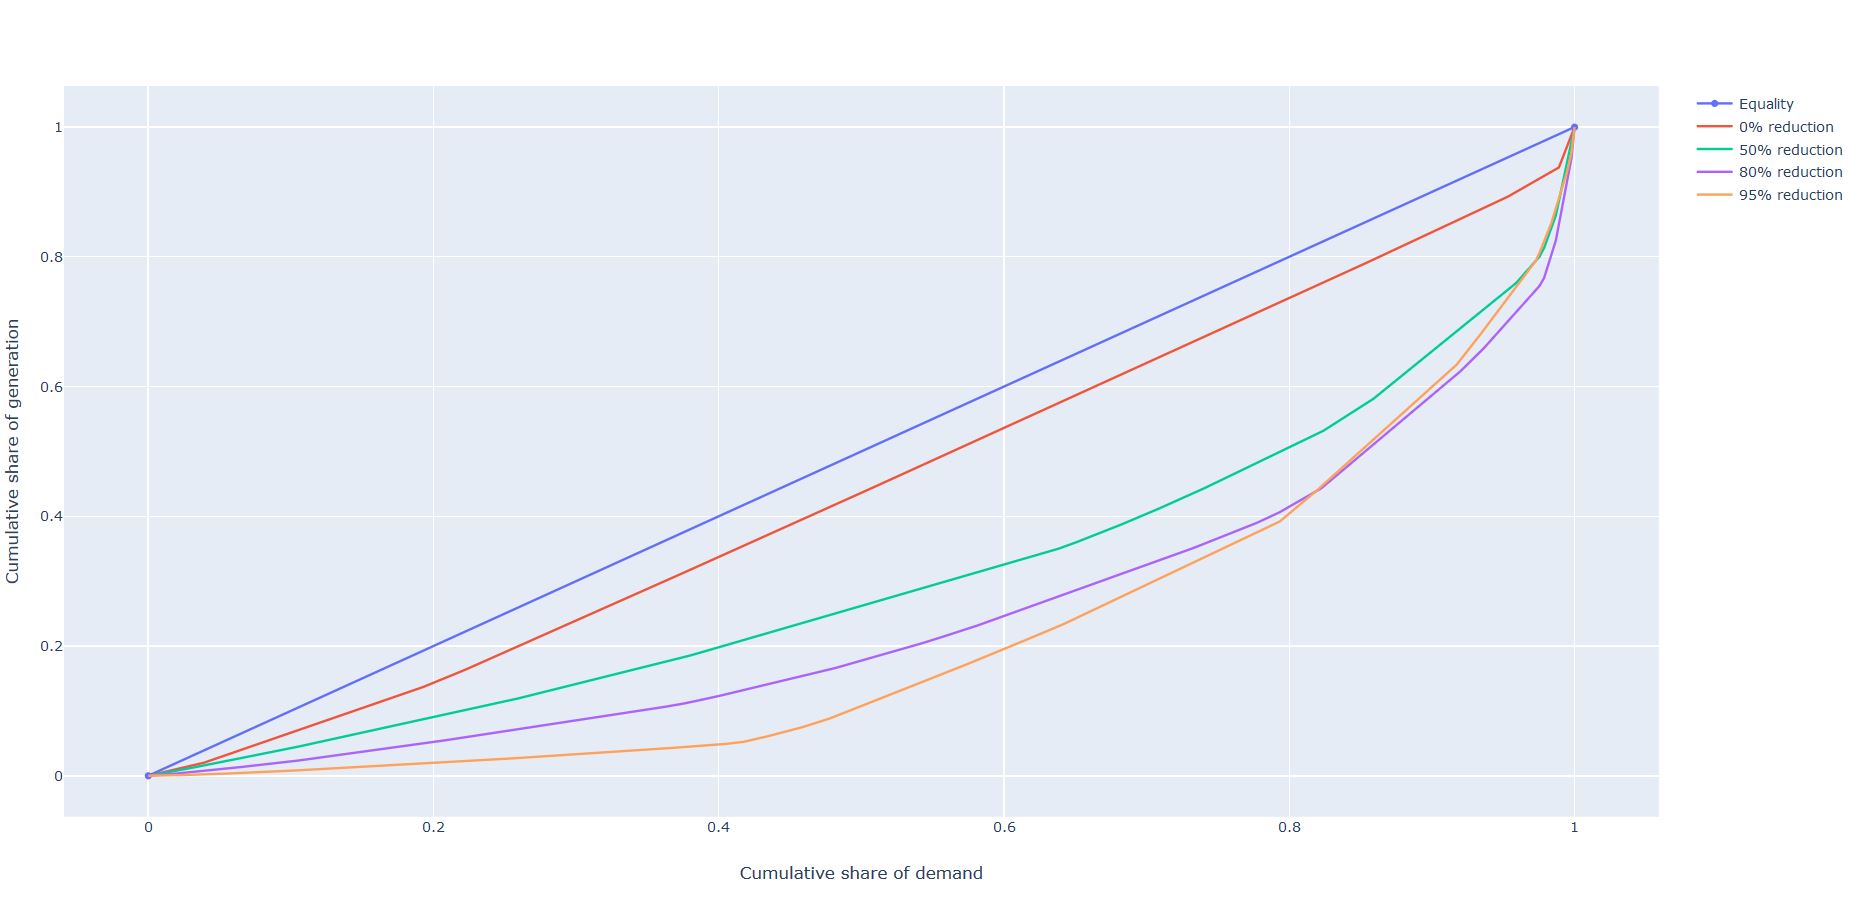 Equality
0% reduction
50% reduction
80% reduction
95% reduction
1
0.8
0.6
0.4
0.2
0
Cumulative share of generation
0
0.2
0.4
0.6
0.8
1
Cumulative share of demand